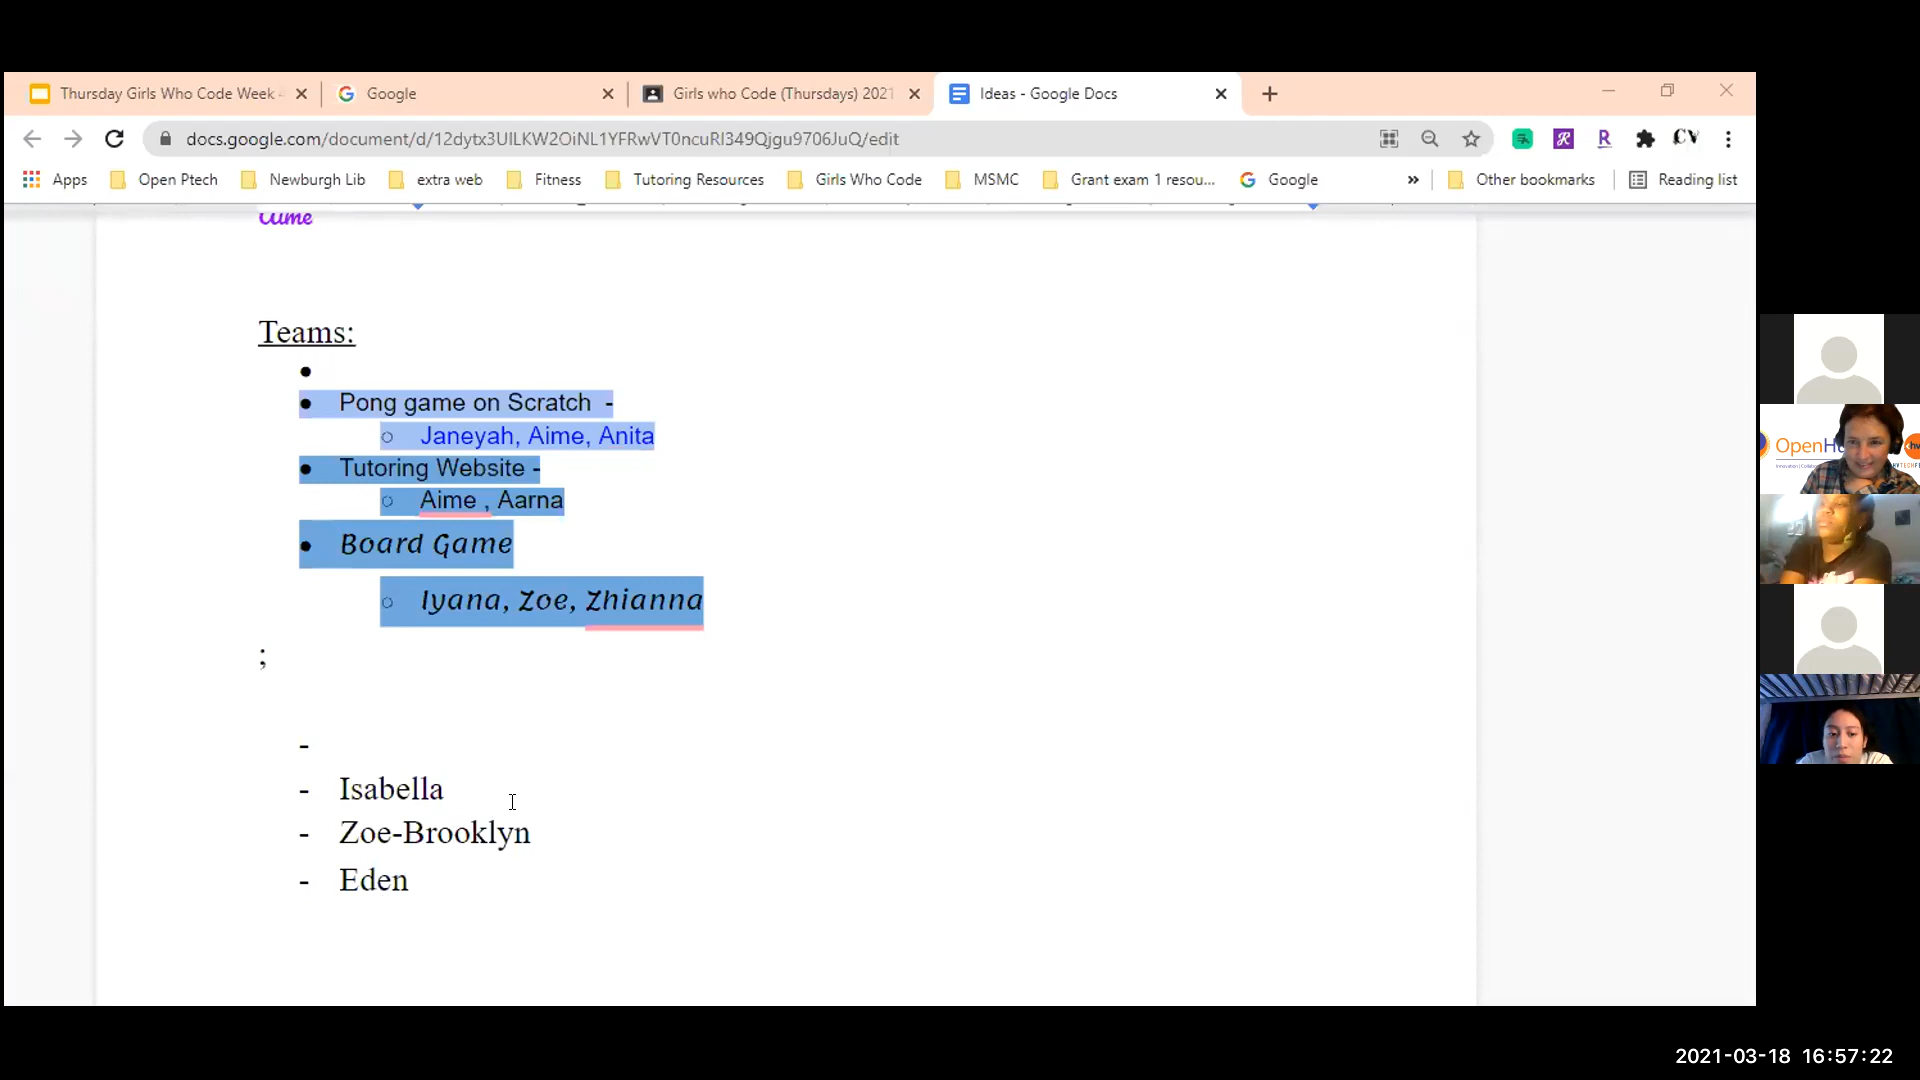 Thursday Girls Who Code Week
Google
Girls who Code (Thursdays) 2021
Ideas - Google Docs
docs.google.com/document/d/12dytx3UILKW2OiNL1YFRwVT0ncuRI349Qjgu9706JuQ/edit
CV
Apps
Open Ptech
Newburgh Lib
extra web
Fitness
Tutoring Resources
Girls Who Code
MSMC
Grant exam 1 resou...
Google
»
Other bookmarks
Reading list
Aime
Teams:
●
● Pong game on Scratch -
○ Janeyah, Aime, Anita
● Tutoring Website -
○ Aime , Aarna
● Board Game
○ Iyana, Zoe, Zhianna
;
-
- Isabella
- Zoe-Brooklyn
- Eden
OpenH
2021-03-18 16:57:22